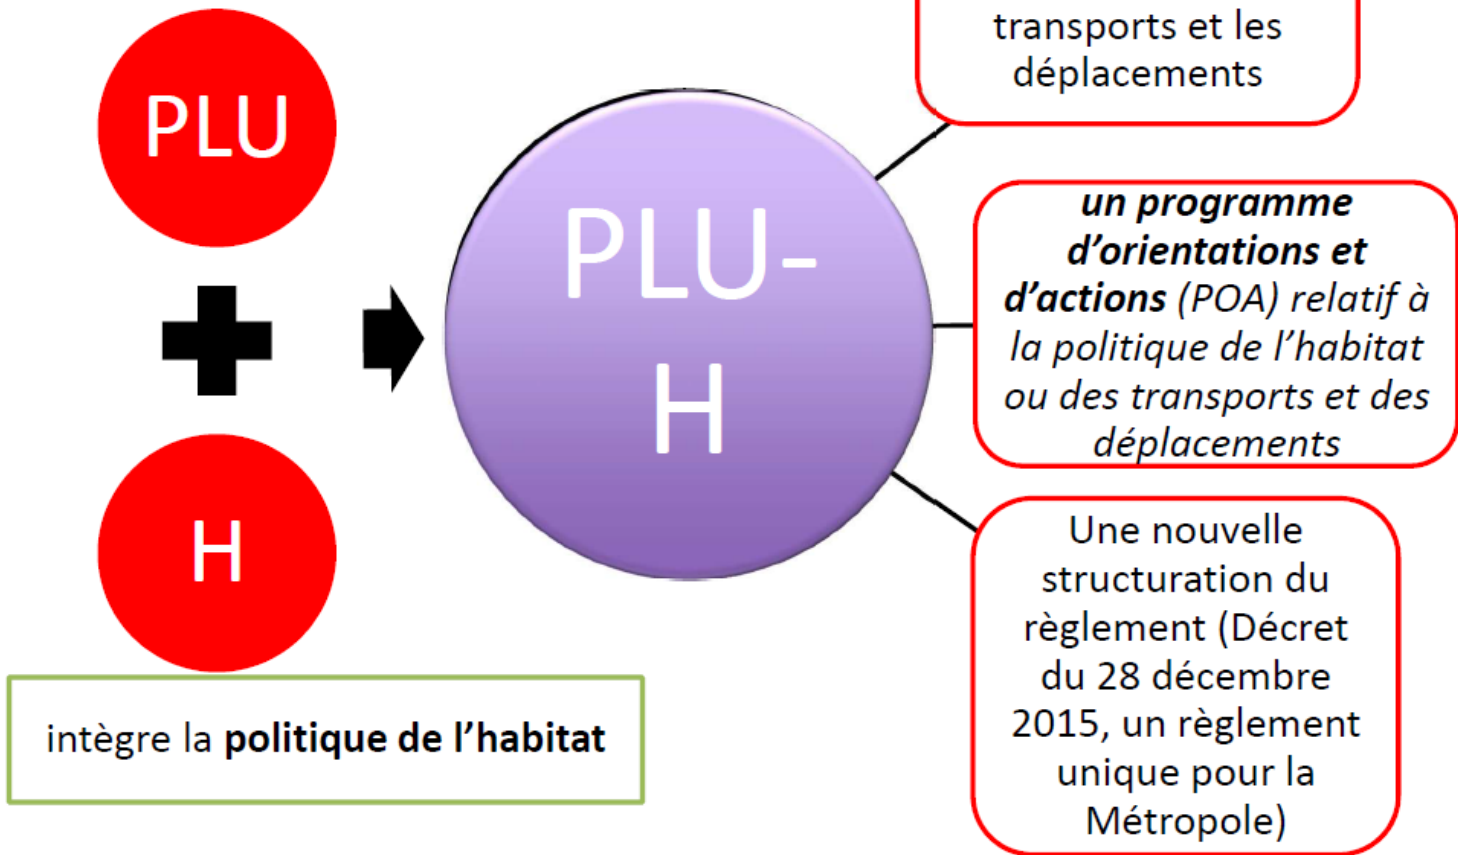 PLU
H
intègre la politique de l’habitat
PLU-
H
transports et les
déplacements
un programme
d’orientations et
d’actions (POA) relatif à
la politique de l’habitat
ou des transports et des
déplacements
Une nouvelle
structuration du
règlement (Décret
du 28 décembre
2015, un règlement
unique pour la
Métropole)